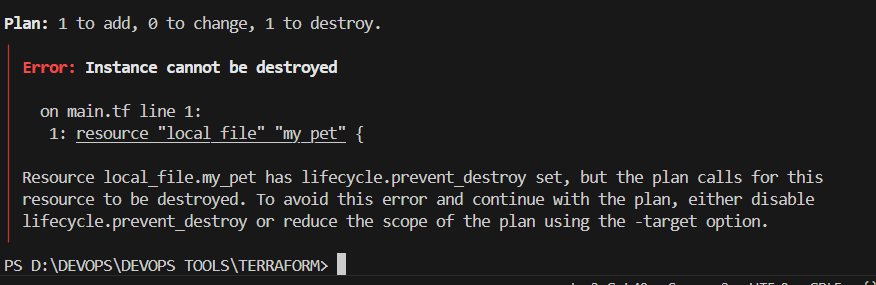 Plan: 1 to add, 0 to change, 1 to destroy.
Error: Instance cannot be destroyed
on main.tf line 1:
1: resource "local_file" "my_pet" {
Resource local_file.my_pet has lifecycle.prevent_destroy set, but the plan calls for this
resource to be destroyed. To avoid this error and continue with the plan, either disable
lifecycle.prevent_destroy or reduce the scope of the plan using the -target option.
PS D:\DEVOPS\DEVOPS TOOLS\TERRAFORM>